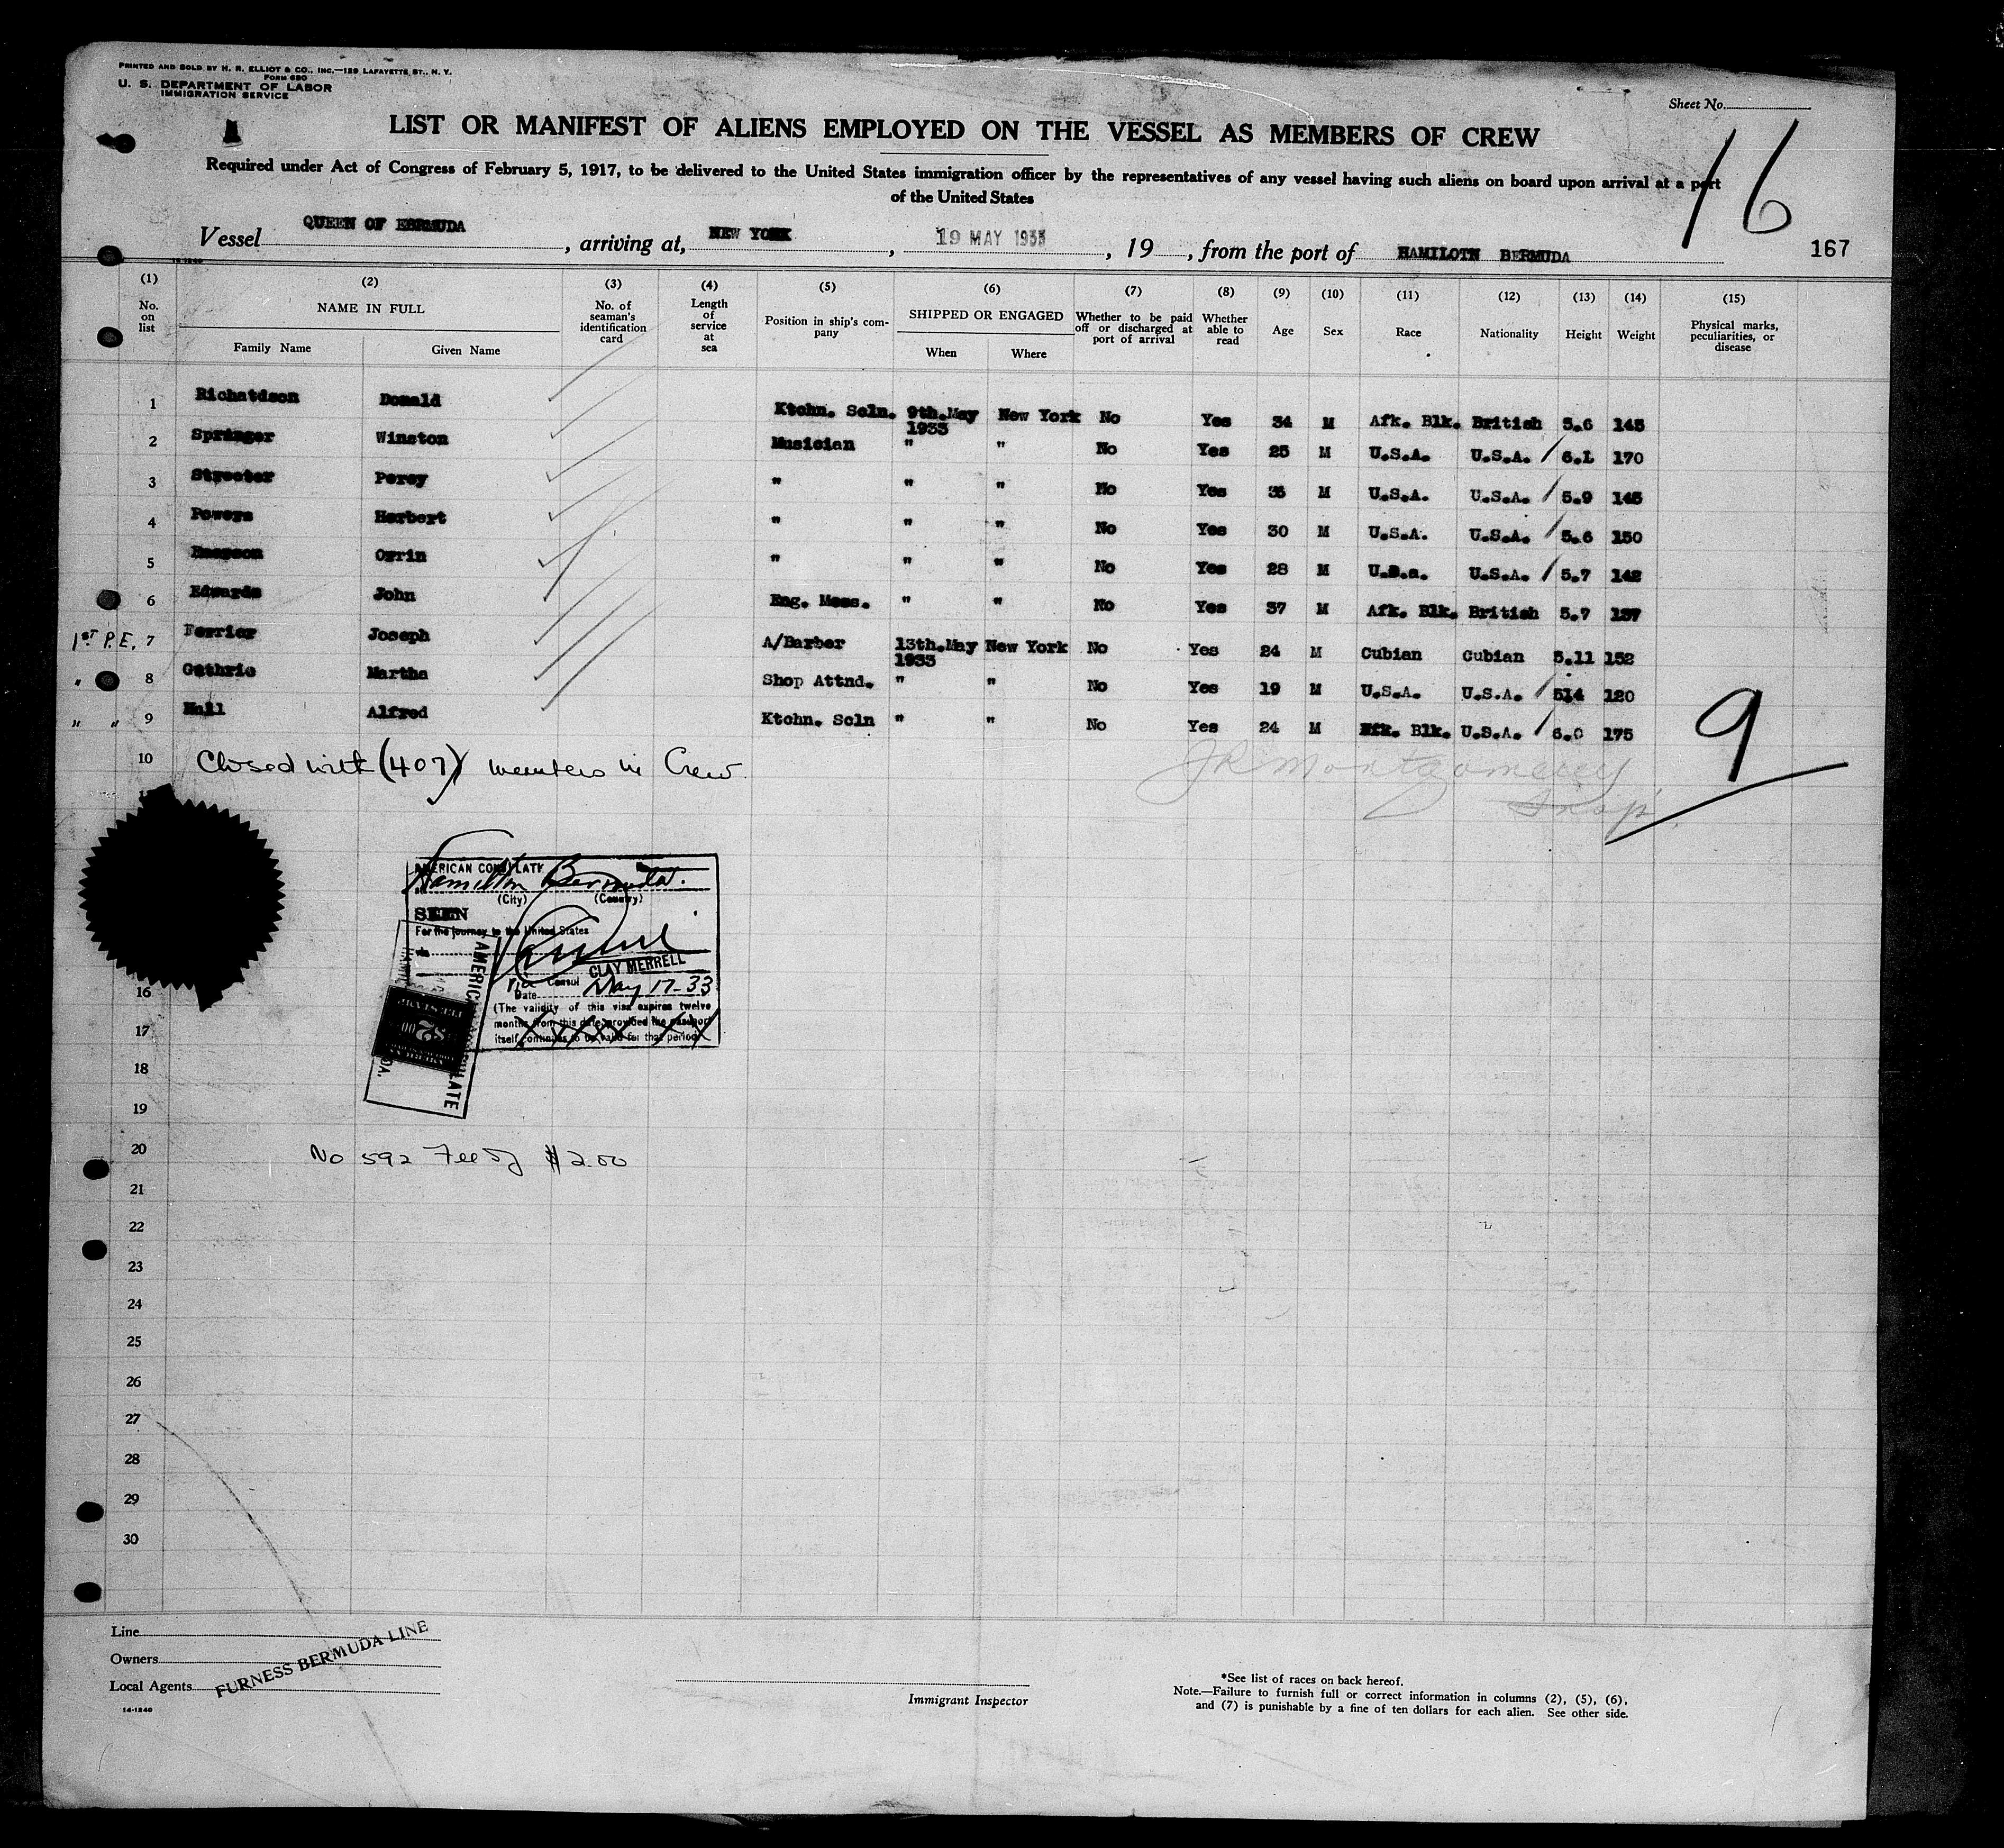 PRINTED AND SOLD BY H. R. ELLIOT & CO., INC.—129 LAFAYETTE ST., N. Y.
FORM 680
U. S. DEPARTMENT OF LABOR
IMMIGRATION SERVICE
Sheet No.
16
LIST OR MANIFEST OF ALIENS EMPLOYED ON THE VESSEL AS MEMBERS OF CREW
Required under Act of Congress of February 5, 1917, to be delivered to the United States immigration officer by the representatives of any vessel having such aliens on board upon arrival at a port
of the United States
Vessel QUEEN OF BERMUDA, arriving at, NEW YORK, 19 MAY 1933, 19 , from the port of HAMILOTN BERMUDA
167
(1) No. on list
(2) NAME IN FULL Family Name Given Name
(3) No. of seaman's identification card
(4) Length of service at sea
(5) Position in ship's company
(6) SHIPPED OR ENGAGED When Where
(7) Whether to be paid off or discharged at port of arrival
(8) Whether able to read
(9) Age
(10) Sex
(11) Race
(12) Nationality
(13) Height
(14) Weight
(15) Physical marks, peculiarities, or disease
1 Richatdson Donald Ktchn. Scln. 9th.May 1933 New York No Yes 34 M Afk. Blk. British 5.6 145
2 Springer Winston Musician " " No Yes 25 M U.S.A. U.S.A. 6.1 170
3 Streeter Percy " " " No Yes 35 M U.S.A. U.S.A. 5.9 145
4 Powers Herbert " " " No Yes 30 M U.S.A. U.S.A. 5.6 150
5 Orrin " " " No Yes 28 M U.S.a. U.S.A. 5.7 142
6 Edwards John Eng. Mess. " " No Yes 37 M Afk. Blk. British 5.7 137
1st P.E. 7 Ferrier Joseph A/Barber 13th.May 1933 New York No Yes 24 M Cubian Cubian 5.11 152
" 8 Guthrie Martha Shop Attnd. " " No Yes 19 M U.S.A. U.S.A. 514 120
" " 9 Hall Alfred Ktchn. Scln " " No Yes 24 M Afk. Blk. U.S.A. 6.0 175
9
10 Closed with (407) members in Crew
JR Montgomery
Insp.
AMERICAN CONSULATE
Hamilton Bermuda.
(City) (Country)
SEEN
For the journey to the United States
CLAY MERRELL
Vice Consul
Date May 17-33
(The validity of this visa expires twelve
months from this date provided the passport
itself continues to be valid for that period)
AMERICAN CONSULATE
$2.00
16
17
18
19
20
No 592 Fee of $2.00
21
22
23
24
25
26
27
28
29
30
Line
Owners
Local Agents
FURNESS BERMUDA LINE
14-1240
Immigrant Inspector
*See list of races on back hereof.
Note.—Failure to furnish full or correct information in columns (2), (5), (6),
and (7) is punishable by a fine of ten dollars for each alien. See other side.